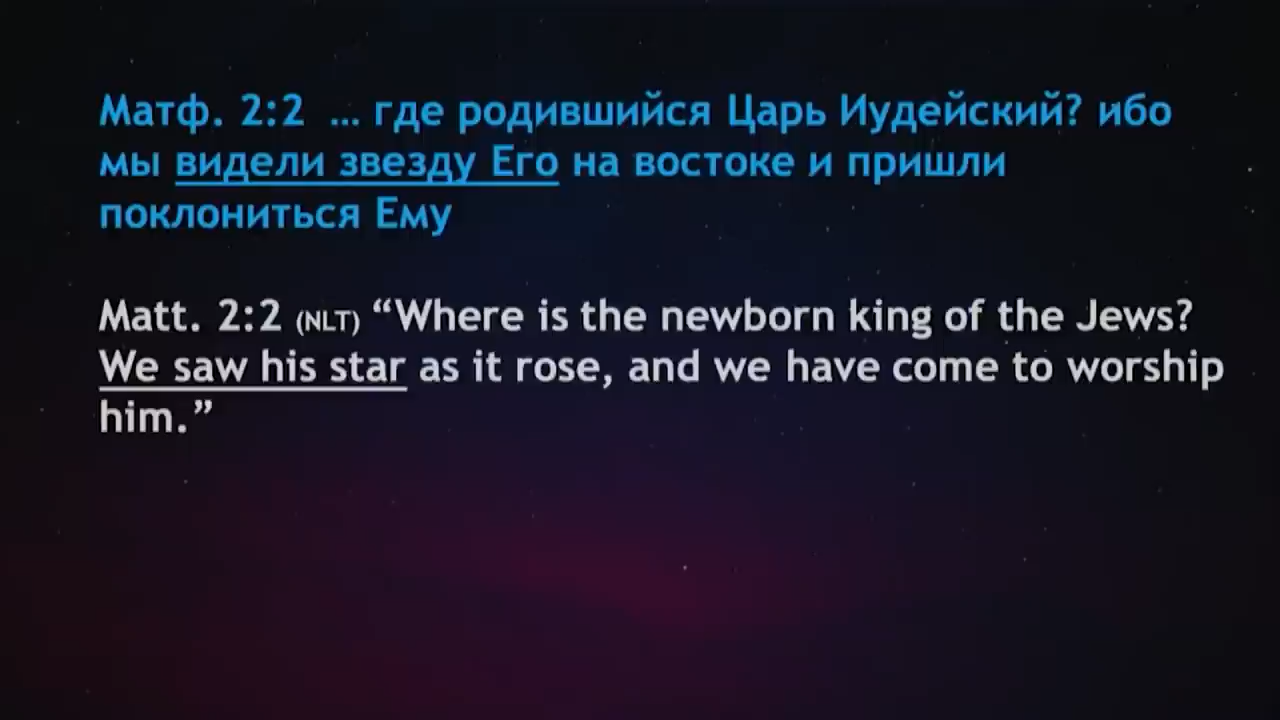 Матф. 2:2 ... где родившийся Царь Иудейский? ибо
мы видели звезду Его на востоке и пришли
поклониться Ему
Matt. 2:2 (NLT) “Where is the newborn king of the Jews?
We saw his star as it rose, and we have come to worship
him.”